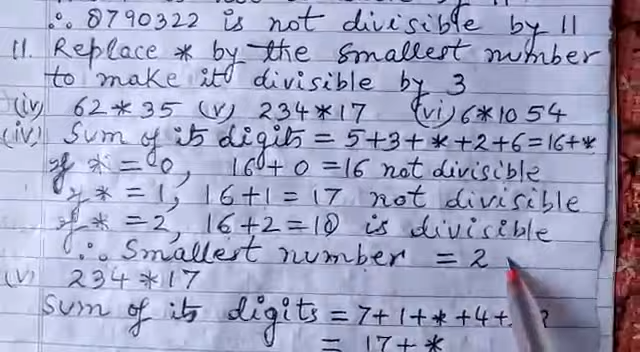 ∴ 8790322 is not divisible by 11
11. Replace * by the smallest number
to make it divisible by 3
(iv) 62*35 (v) 234*17 (vi) 6*1054
(iv) Sum of its digits = 5+3+*+2+6=16+*
if * = 0, 16+0=16 not divisible
if * = 1, 16+1=17 not divisible
if * = 2, 16+2=18 is divisible
∴ Smallest number = 2
(v) 234*17
Sum of its digits = 7+1+*+4+
= 17+*